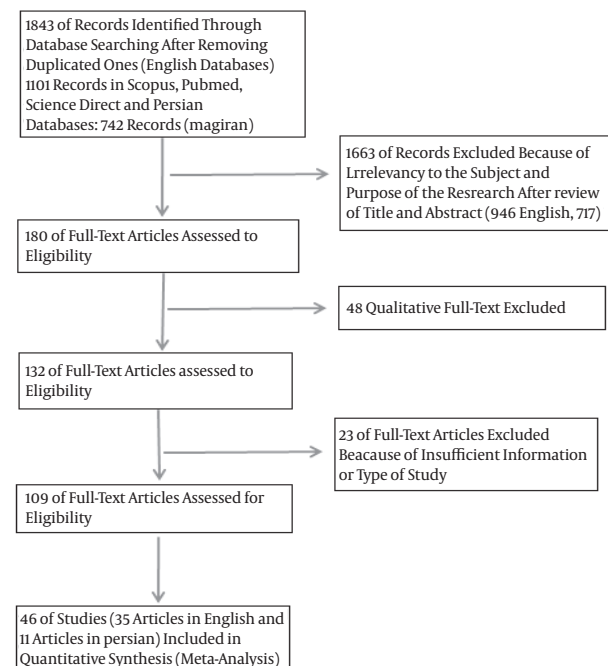 1843 of Records Identified Through
Database Searching After Removing
Duplicated Ones (English Databases)
1101 Records in Scopus, Pubmed,
Science Direct and Persian
Databases: 742 Records (magiran)
1663 of Records Excluded Because of
Lrrelevancy to the Subject and
Purpose of the Resrearch After review
of Title and Abstract (946 English, 717)
180 of Full-Text Articles Assessed to
Eligibility
48 Qualitative Full-Text Excluded
132 of Full-Text Articles assessed to
Eligibility
23 of Full-Text Articles Excluded
Beacause of Insufficient Information
or Type of Study
109 of Full-Text Articles Assessed for
Eligibility
46 of Studies (35 Articles in English and
11 Articles in persian) Included in
Quantitative Synthesis (Meta-Analysis)